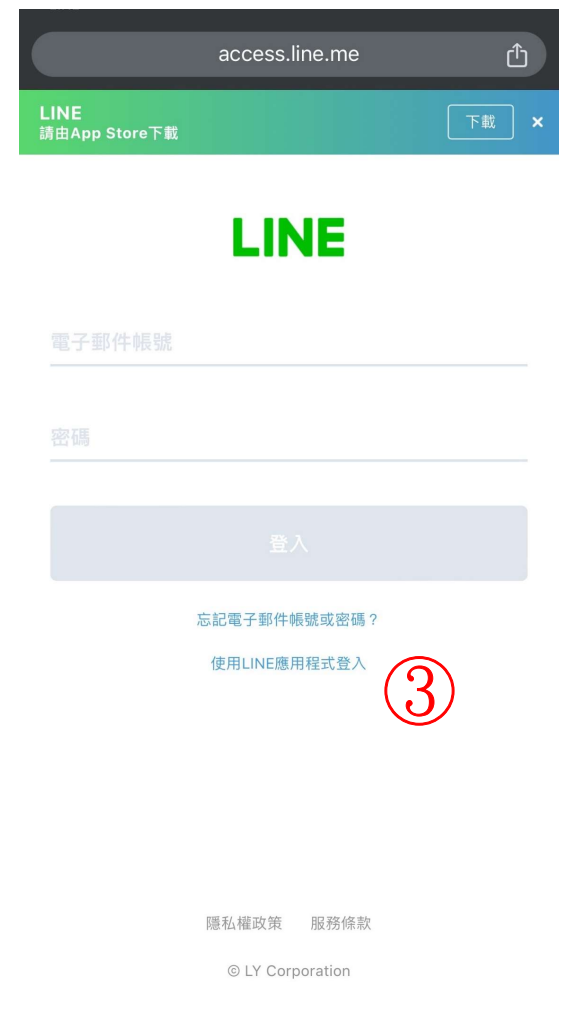 access.line.me
LINE
請由App Store下載
下載
×
LINE
電子郵件帳號
密碼
登入
忘記電子郵件帳號或密碼？
使用LINE應用程式登入
③
隱私權政策 服務條款
© LY Corporation